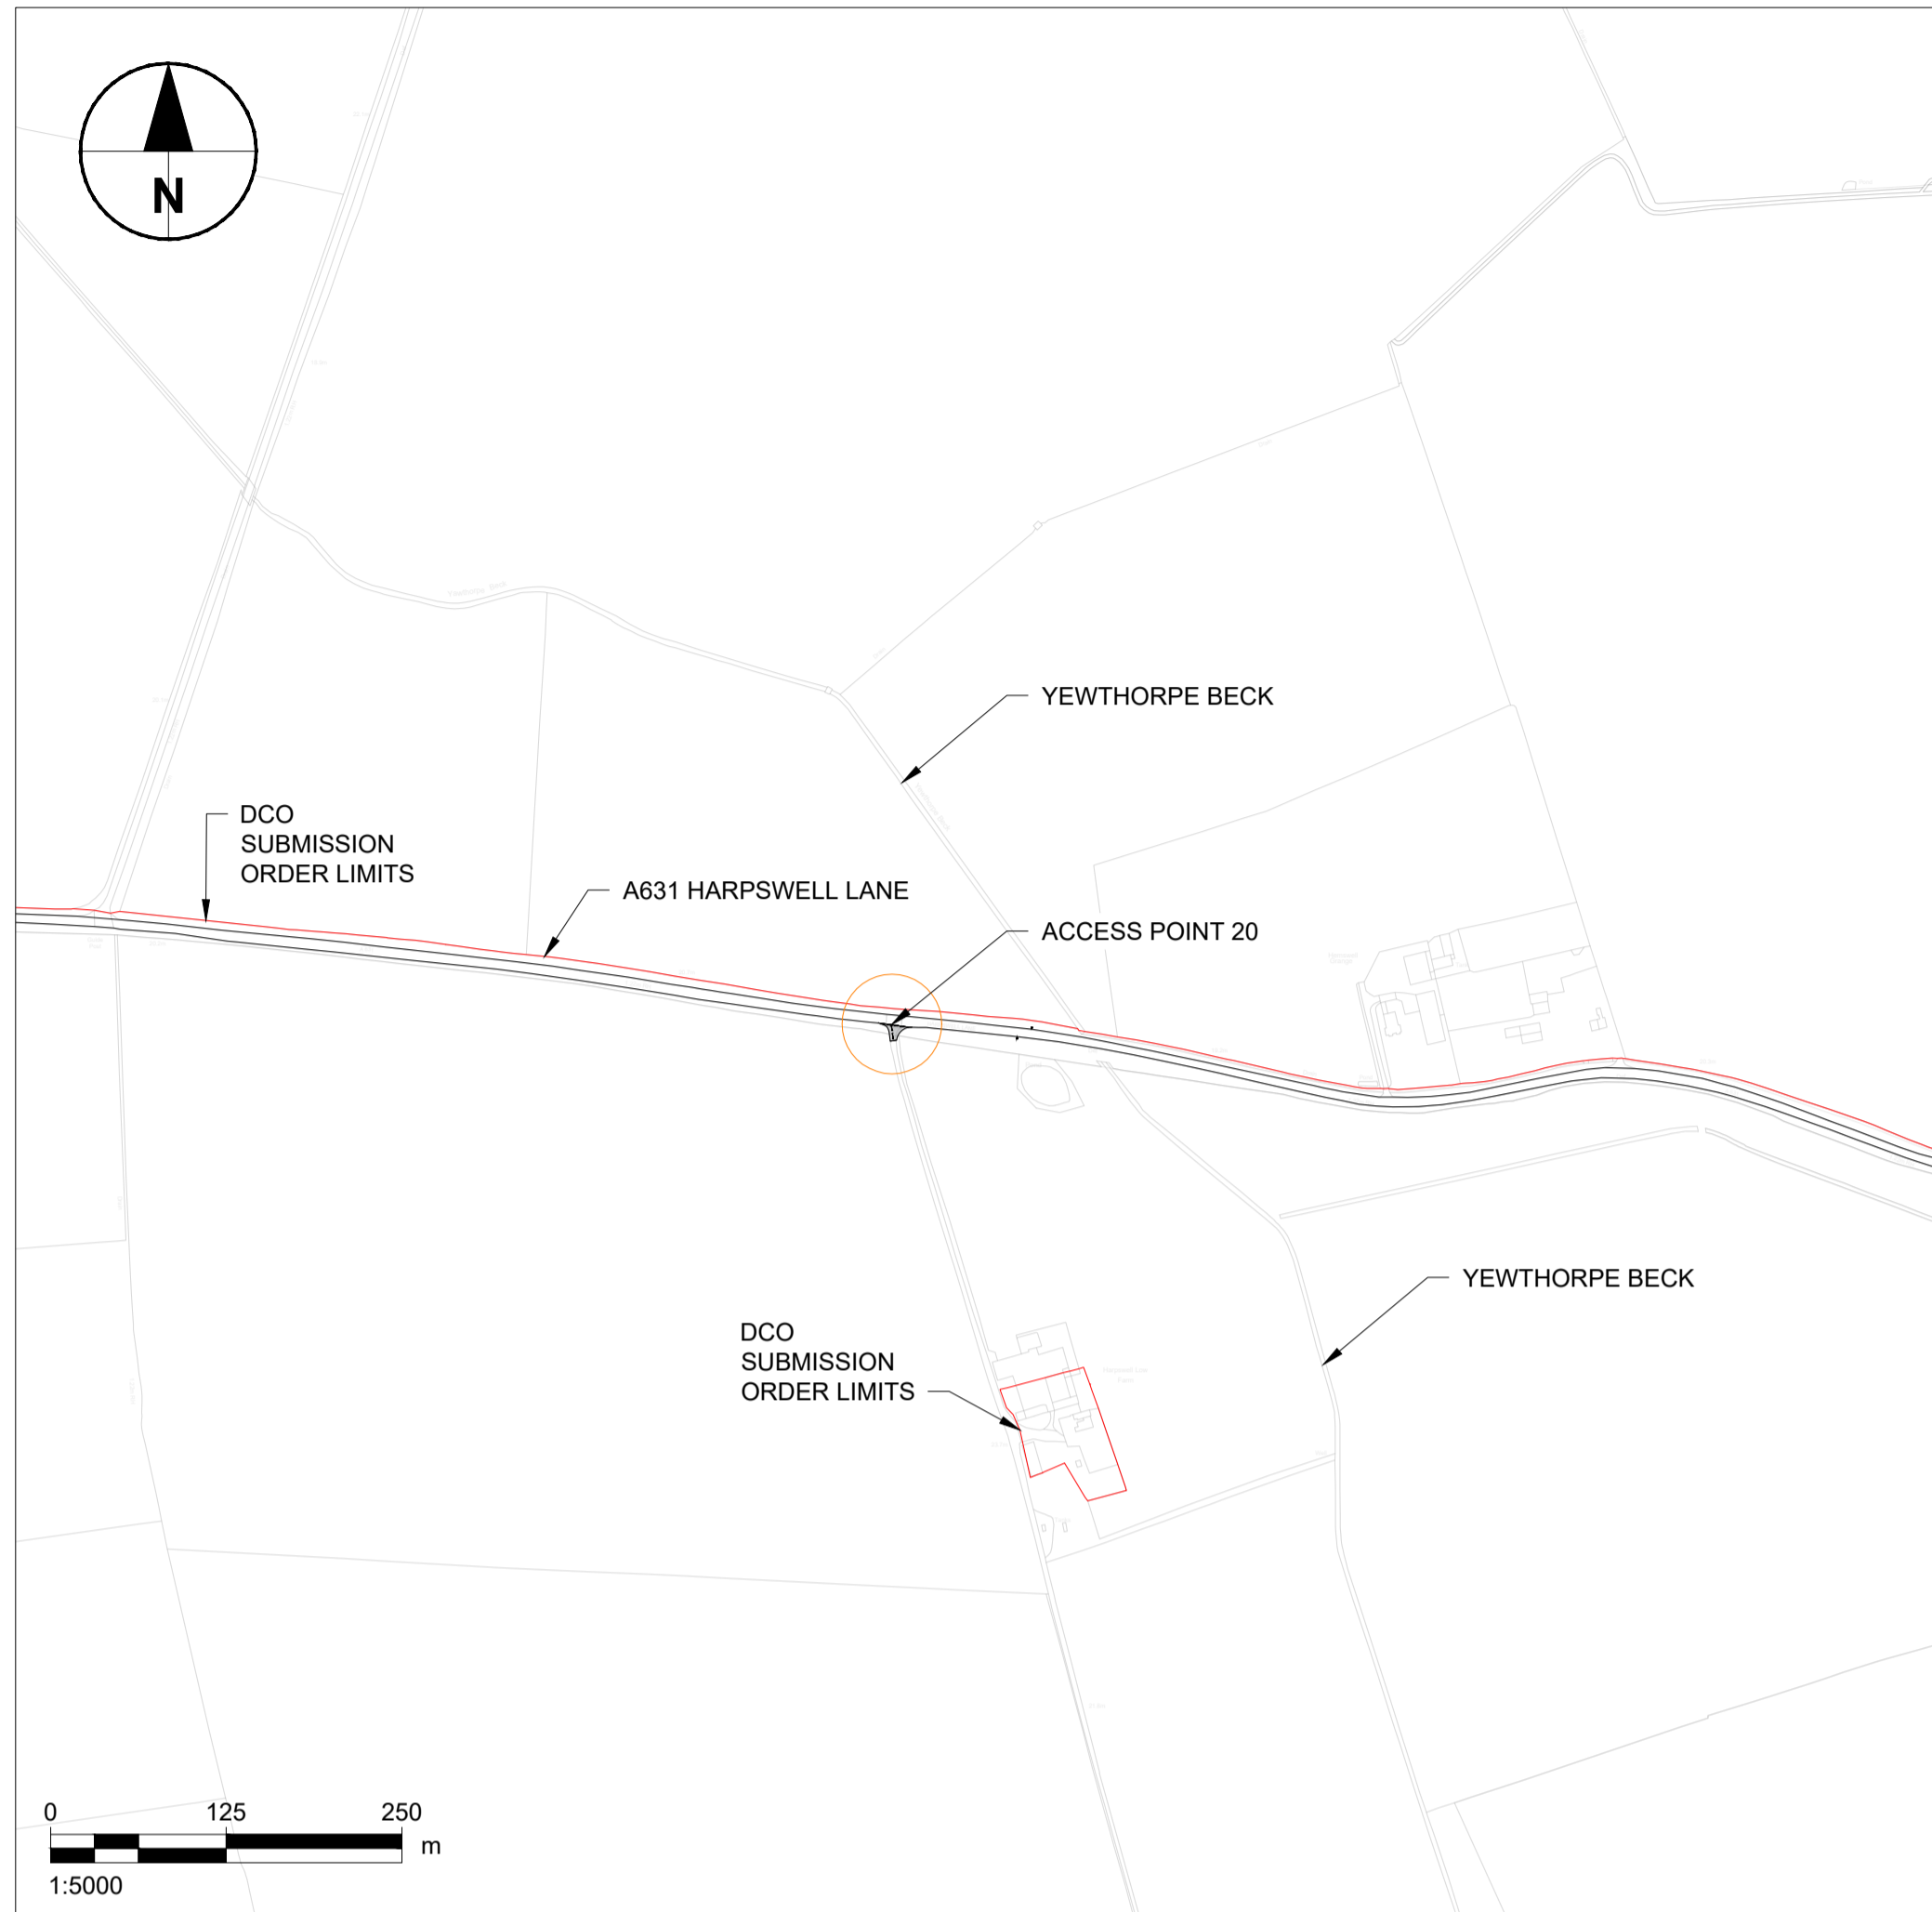 N
YEWTHORPE BECK
DCO
SUBMISSION
ORDER LIMITS
A631 HARPSWELL LANE
ACCESS POINT 20
YEWTHORPE BECK
DCO
SUBMISSION
ORDER LIMITS
0 125 250
m
1:5000